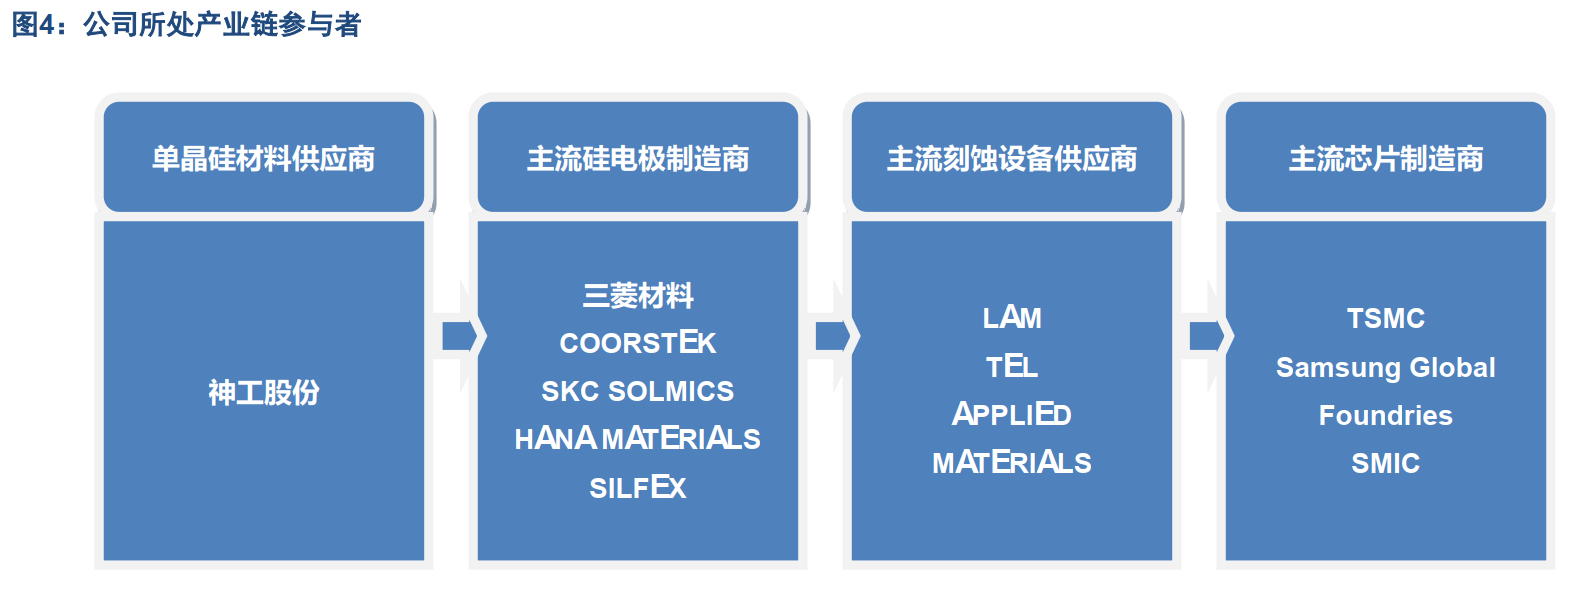 图4：公司所处产业链参与者
单晶硅材料供应商
神工股份
主流硅电极制造商
三菱材料
COORSTEK
SKC SOLMICS
HANA MATERIALS
SILFEX
主流刻蚀设备供应商
LAM
TEL
APPLIED
MATERIALS
主流芯片制造商
TSMC
Samsung Global
Foundries
SMIC